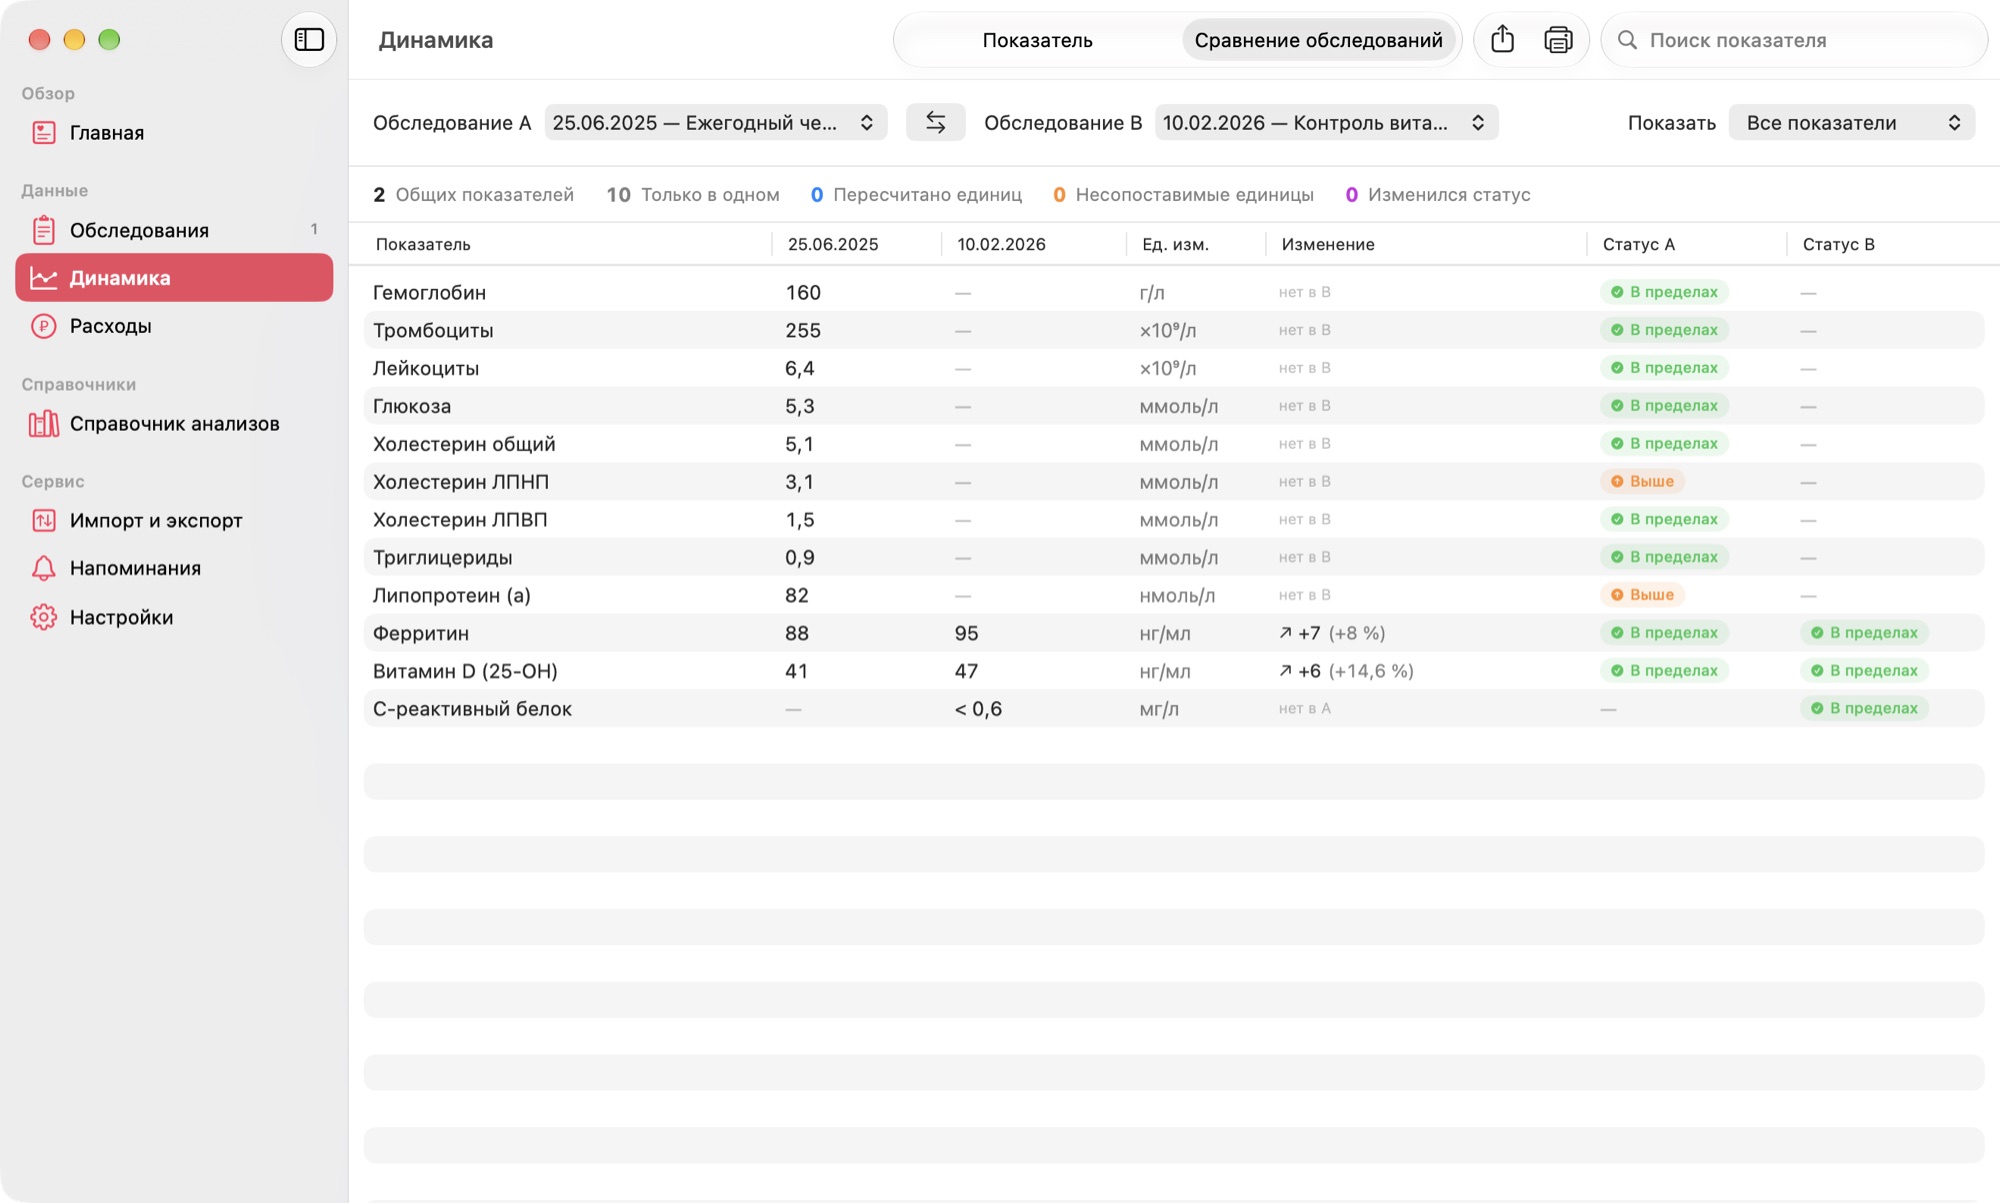 Динамика
Показатель
Сравнение обследований
Поиск показателя
Обзор
Главная
Данные
Обследования 1
Динамика
Расходы
Справочники
Справочник анализов
Сервис
Импорт и экспорт
Напоминания
Настройки
Обследование A 25.06.2025 — Ежегодный че... Обследование B 10.02.2026 — Контроль вита... Показать Все показатели
2 Общих показателей 10 Только в одном 0 Пересчитано единиц 0 Несопоставимые единицы 0 Изменился статус
Показатель 25.06.2025 10.02.2026 Ед. изм. Изменение Статус A Статус B
Гемоглобин 160 — г/л нет в B В пределах —
Тромбоциты 255 — ×10⁹/л нет в B В пределах —
Лейкоциты 6,4 — ×10⁹/л нет в B В пределах —
Глюкоза 5,3 — ммоль/л нет в B В пределах —
Холестерин общий 5,1 — ммоль/л нет в B В пределах —
Холестерин ЛПНП 3,1 — ммоль/л нет в B Выше —
Холестерин ЛПВП 1,5 — ммоль/л нет в B В пределах —
Триглицериды 0,9 — ммоль/л нет в B В пределах —
Липопротеин (a) 82 — нмоль/л нет в B Выше —
Ферритин 88 95 нг/мл ↗ +7 (+8 %) В пределах В пределах
Витамин D (25-OH) 41 47 нг/мл ↗ +6 (+14,6 %) В пределах В пределах
С-реактивный белок — < 0,6 мг/л нет в A — В пределах